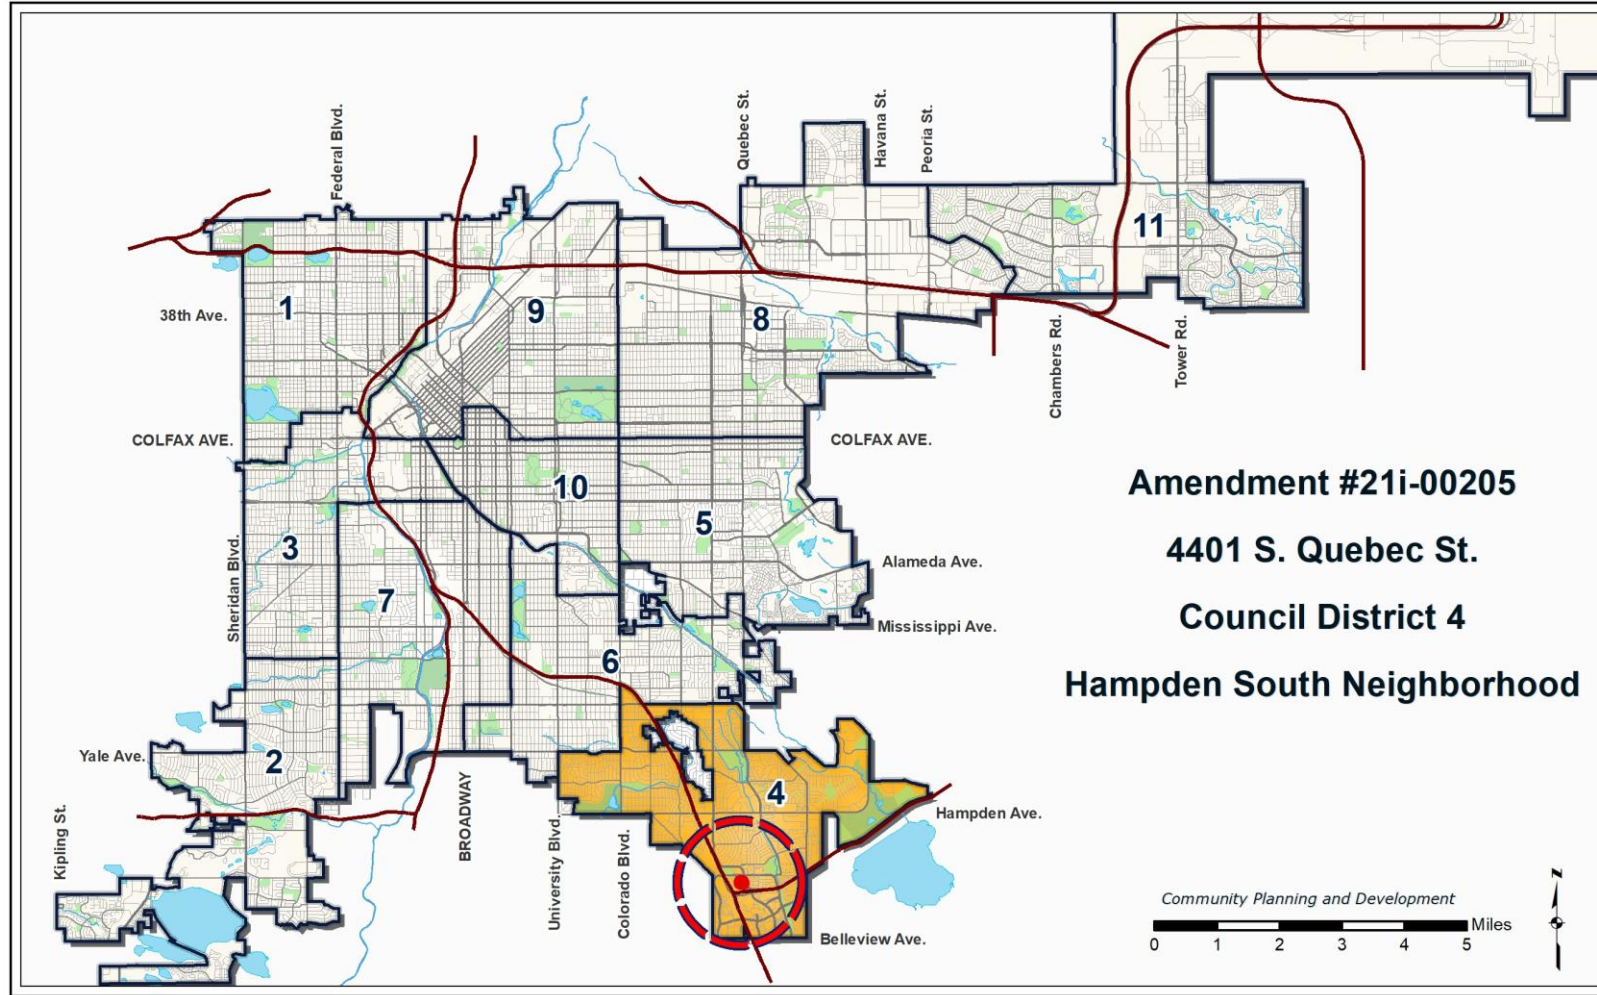 Federal Blvd.
Quebec St.
Havana St.
Peoria St.
11
1
9
8
38th Ave.
Chambers Rd.
Tower Rd.
COLFAX AVE.
COLFAX AVE.
10
5
3
7
Sheridan Blvd.
Alameda Ave.
Mississippi Ave.
6
Amendment #21i-00205
4401 S. Quebec St.
Council District 4
Hampden South Neighborhood
Yale Ave.
2
4
Kipling St.
BROADWAY
University Blvd.
Colorado Blvd.
Hampden Ave.
Belleview Ave.
Community Planning and Development
Miles
0 1 2 3 4 5
N